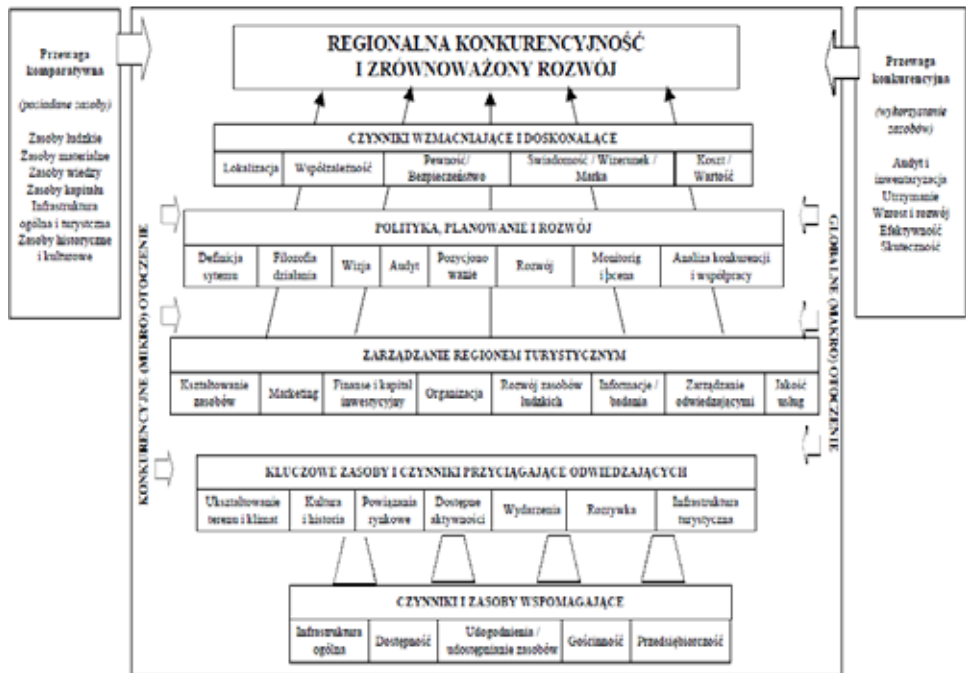 Przewaga
komparatywna
(posiadane zasoby)
Zasoby ludzkie
Zasoby materialne
Zasoby wiedzy
Zasoby kapitału
Infrastruktura
ogólna i turystyczna
Zasoby historyczne
i kulturowe
KONKURENCYJNE (MIKRO) OTOCZENIE
REGIONALNA KONKURENCYJNOŚĆ
I ZRÓWNOWAŻONY ROZWÓJ
CZYNNIKI WZMACNIAJĄCE I DOSKONALĄCE
Lokalizacja
Współzależność
Pewność/
Bezpieczeństwo
Świadomość / Wizerunek /
Marka
Koszt /
Wartość
POLITYKA, PLANOWANIE I ROZWÓJ
Definicja
sytemu
Filozofia
działania
Wizja
Audyt
Pozycjono
wanie
Rozwój
Monitorig
i ocena
Analiza konkurencji
i współpracy
ZARZĄDZANIE REGIONEM TURYSTYCZNYM
Kształtowanie
zasobów
Marketing
Finanse i kapitał
inwestycyjny
Organizacja
Rozwój zasobów
ludzkich
Informacje /
badania
Zarządzanie
odwiedzającymi
Jakość
usług
KLUCZOWE ZASOBY I CZYNNIKI PRZYCIĄGAJĄCE ODWIEDZAJĄCYCH
Ukształtowanie
terenu i klimat
Kultura
i historia
Powiązania
rynkowe
Dostępne
aktywności
Wydarzenia
Rozrywka
Infrastruktura
turystyczna
CZYNNIKI I ZASOBY WSPOMAGAJĄCE
Infrastruktura
ogólna
Dostępność
Udogodnienia /
udostępnianie zasobów
Gościnność
Przedsiębiorczość
GLOBALNE (MAKRO) OTOCZENIE
Przewaga
konkurencyjna
(wykorzystanie
zasobów)
Audyt i
inwentaryzacja
Utrzymanie
Wzrost i rozwój
Efektywność
Skuteczność